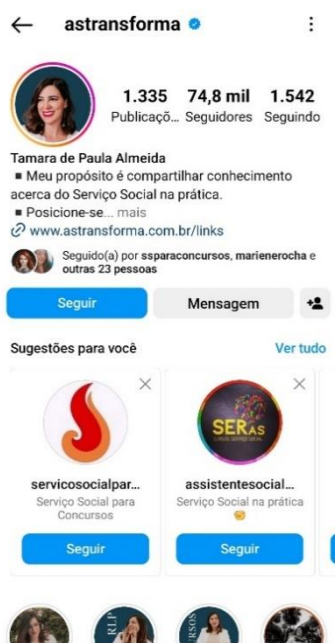 astransforma
1.335 74,8 mil 1.542
Publicaçõ... Seguidores Seguindo
Tamara de Paula Almeida
▪ Meu propósito é compartilhar conhecimento
acerca do Serviço Social na prática.
▪ Posicione-se... mais
www.astransforma.com.br/links
Seguido(a) por ssparaconcursos, marienerocha e
outras 23 pessoas
Seguir Mensagem
Sugestões para você Ver tudo
SERAS
servicosocialpar... assistentesocial...
Serviço Social para Serviço Social na prática
Concursos
Seguir Seguir
RLP